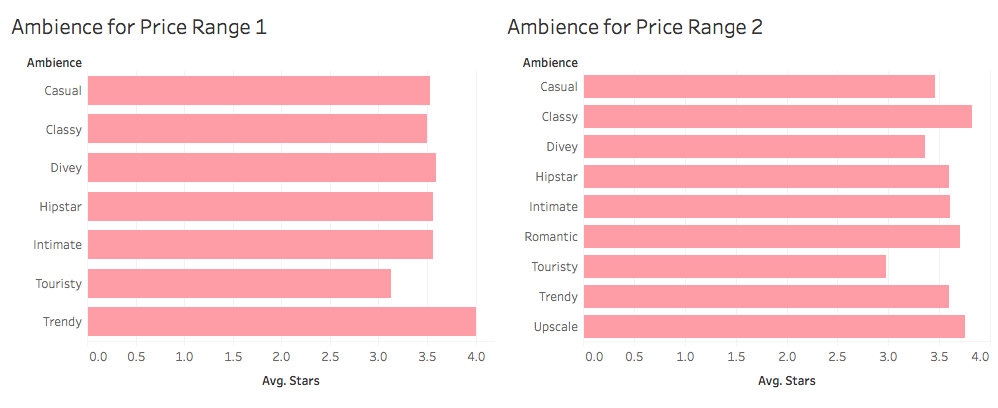 Ambience for Price Range 1
Ambience
Casual
Classy
Divey
Hipstar
Intimate
Touristy
Trendy
0.0 0.5 1.0 1.5 2.0 2.5 3.0 3.5 4.0
Avg. Stars
Ambience for Price Range 2
Ambience
Casual
Classy
Divey
Hipstar
Intimate
Romantic
Touristy
Trendy
Upscale
0.0 0.5 1.0 1.5 2.0 2.5 3.0 3.5 4.0
Avg. Stars